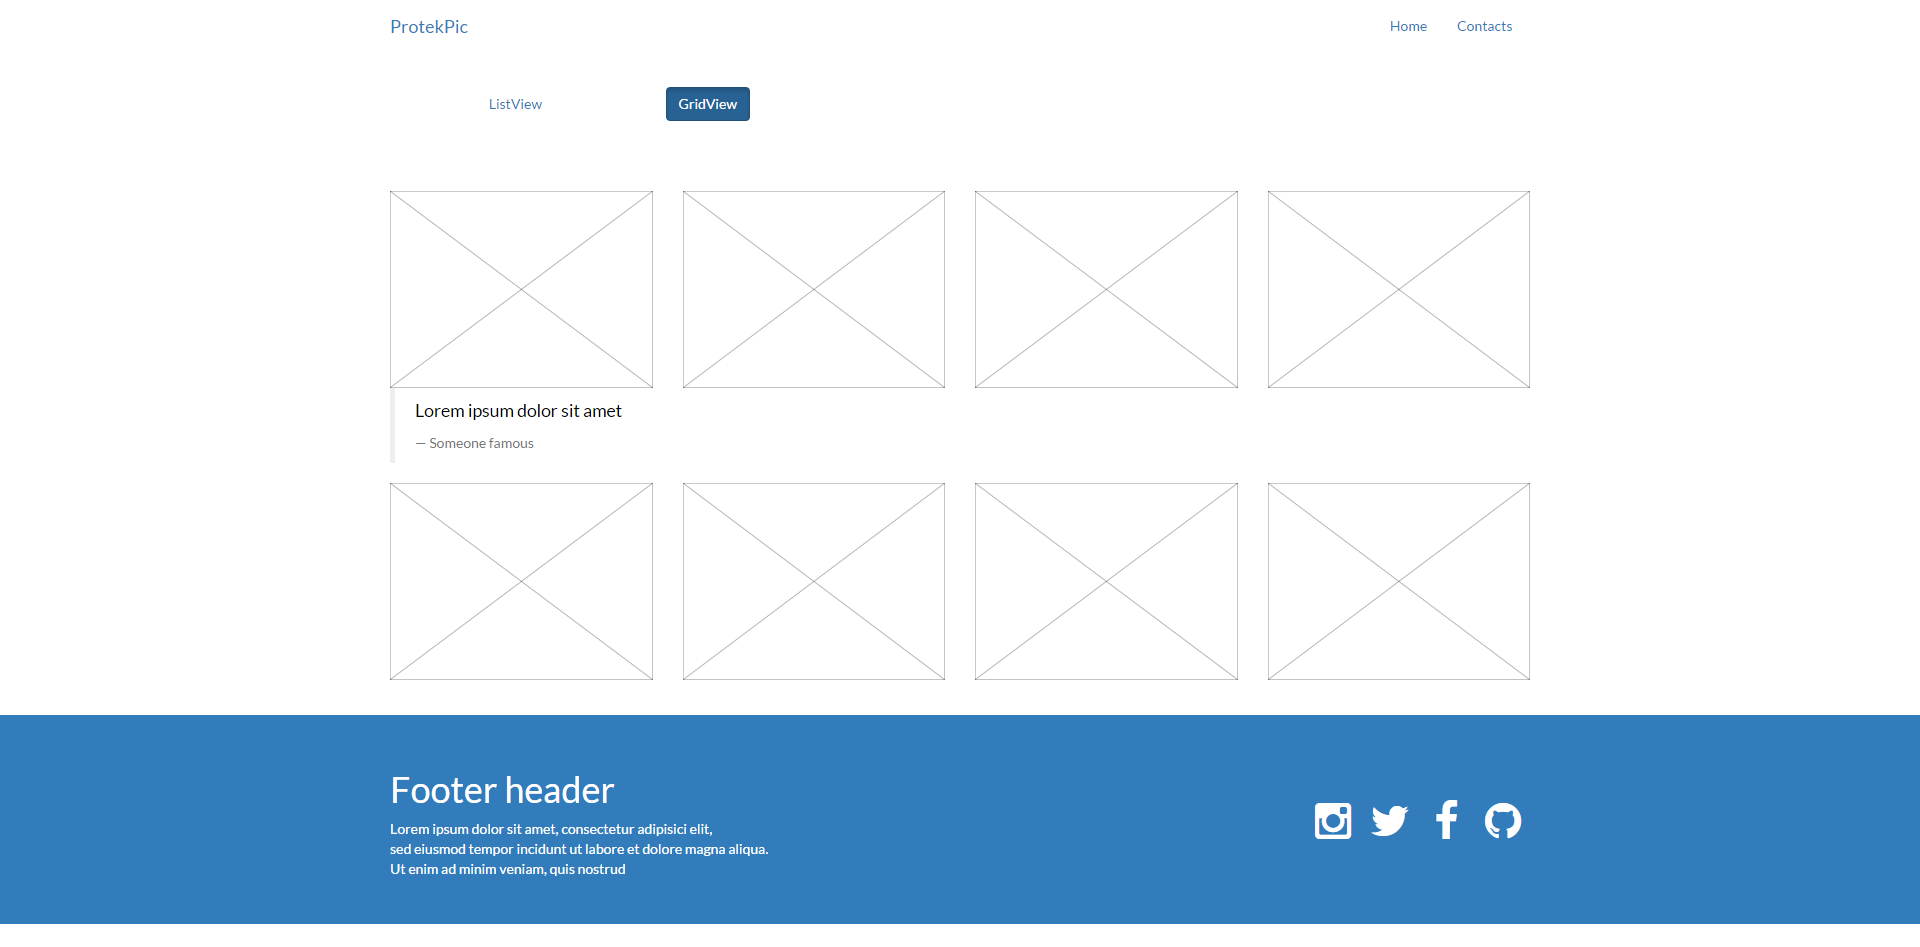 ProtekPic
Home
Contacts
ListView
GridView
Lorem ipsum dolor sit amet
— Someone famous
Footer header
Lorem ipsum dolor sit amet, consectetur adipisici elit,
sed eiusmod tempor incidunt ut labore et dolore magna aliqua.
Ut enim ad minim veniam, quis nostrud